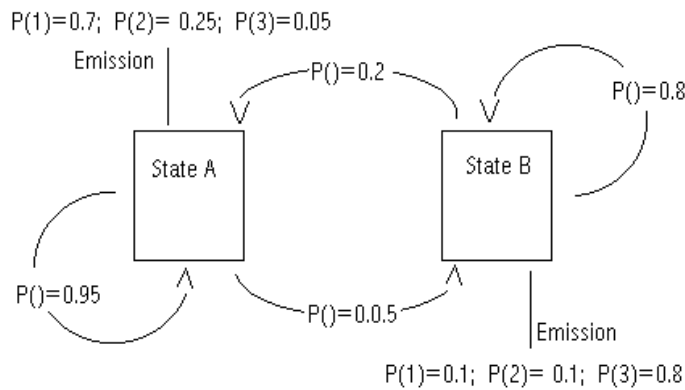 P(1)=0.7; P(2)= 0.25; P(3)=0.05
Emission
P()=0.2
P()=0.8
State A
State B
P()=0.95
P()=0.0.5
Emission
P(1)=0.1; P(2)= 0.1; P(3)=0.8